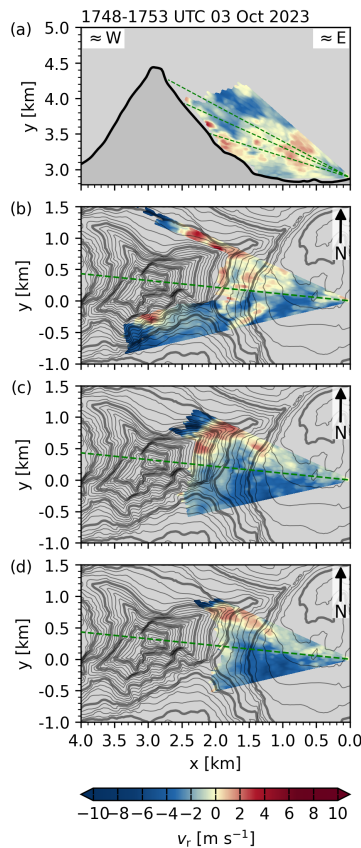 1748-1753 UTC 03 Oct 2023
(a)
≈ W
≈ E
5.0
4.5
4.0
3.5
3.0
y [km]
(b)
1.5
1.0
0.5
0.0
-0.5
-1.0
y [km]
N
(c)
1.5
1.0
0.5
0.0
-0.5
-1.0
y [km]
N
(d)
1.5
1.0
0.5
0.0
-0.5
-1.0
y [km]
N
4.0 3.5 3.0 2.5 2.0 1.5 1.0 0.5 0.0
x [km]
−10 −8 −6 −4 −2 0 2 4 6 8 10
vr [m s⁻¹]